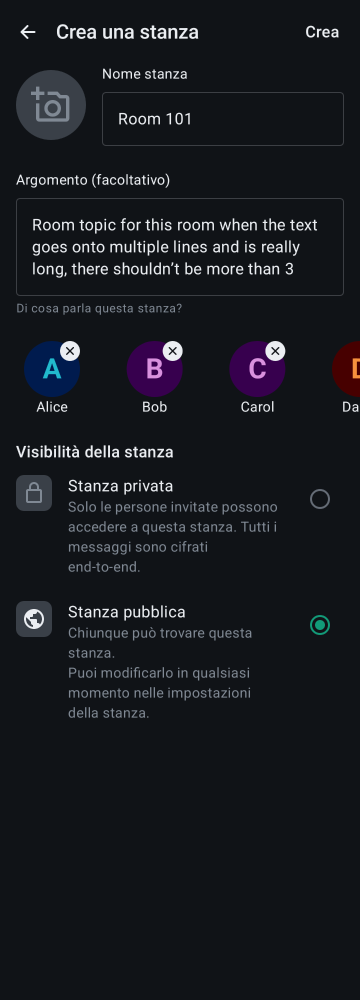 Crea una stanza
Crea
Nome stanza
Room 101
Argomento (facoltativo)
Room topic for this room when the text
goes onto multiple lines and is really
long, there shouldn’t be more than 3
Di cosa parla questa stanza?
A
B
C
Alice
Bob
Carol
Da
Visibilità della stanza
Stanza privata
Solo le persone invitate possono
accedere a questa stanza. Tutti i
messaggi sono cifrati
end-to-end.
Stanza pubblica
Chiunque può trovare questa
stanza.
Puoi modificarlo in qualsiasi
momento nelle impostazioni
della stanza.